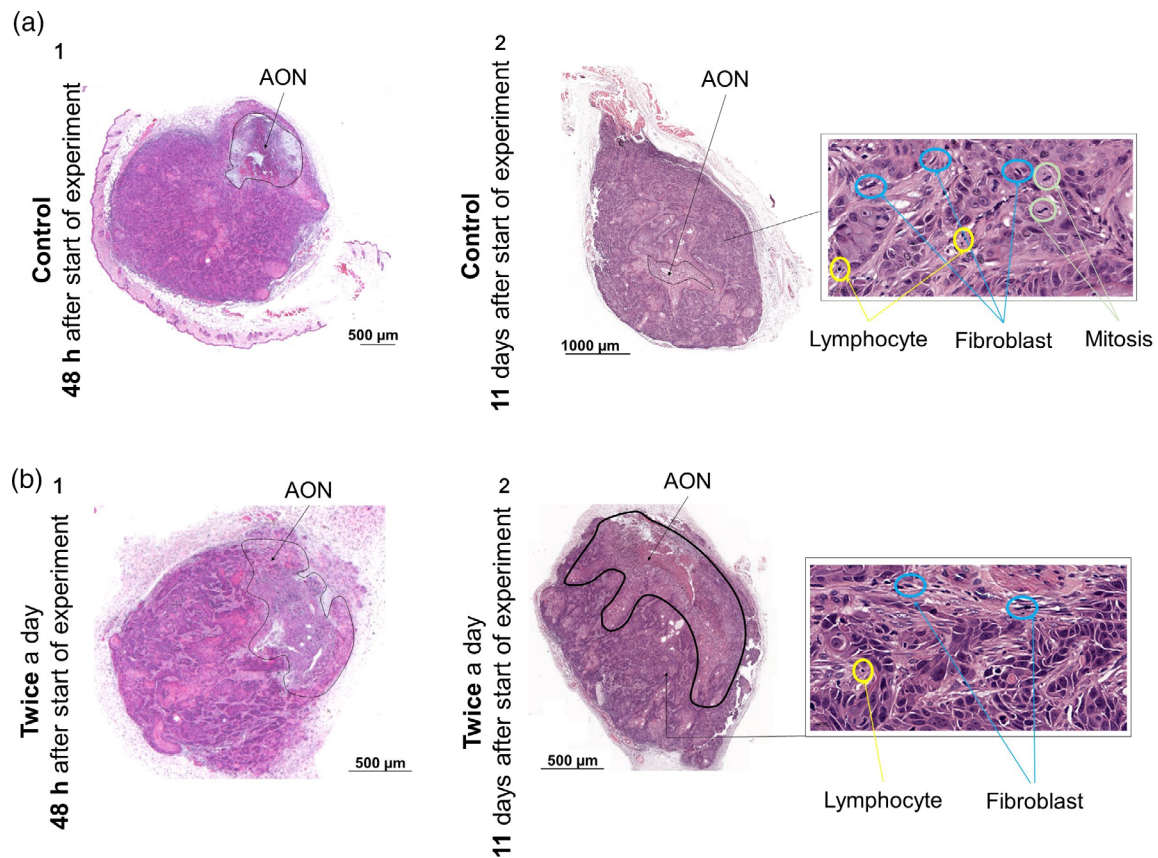 (a)
1
Control
48 h after start of experiment
AON
500 µm
2
Control
11 days after start of experiment
AON
1000 µm
Lymphocyte
Fibroblast
Mitosis
(b)
1
Twice a day
48 h after start of experiment
AON
500 µm
2
Twice a day
11 days after start of experiment
AON
500 µm
Lymphocyte
Fibroblast